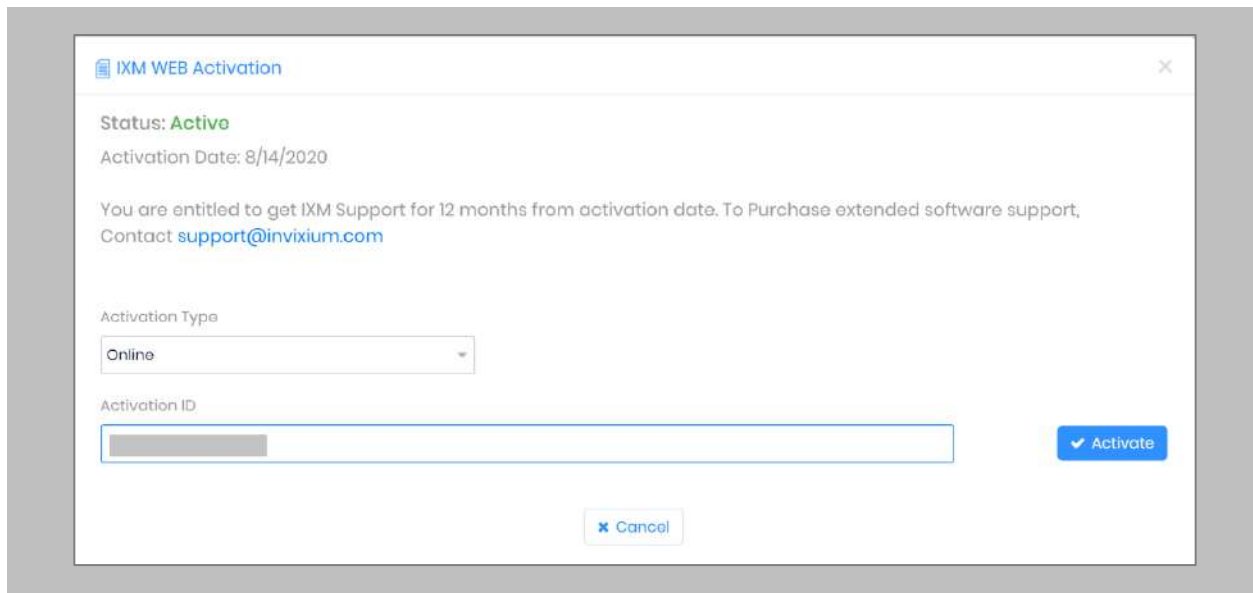 IXM WEB Activation
Status: Active
Activation Date: 8/14/2020
You are entitled to get IXM Support for 12 months from activation date. To Purchase extended software support,
Contact support@invixium.com
Activation Type
Online
Activation ID
Activate
Cancel